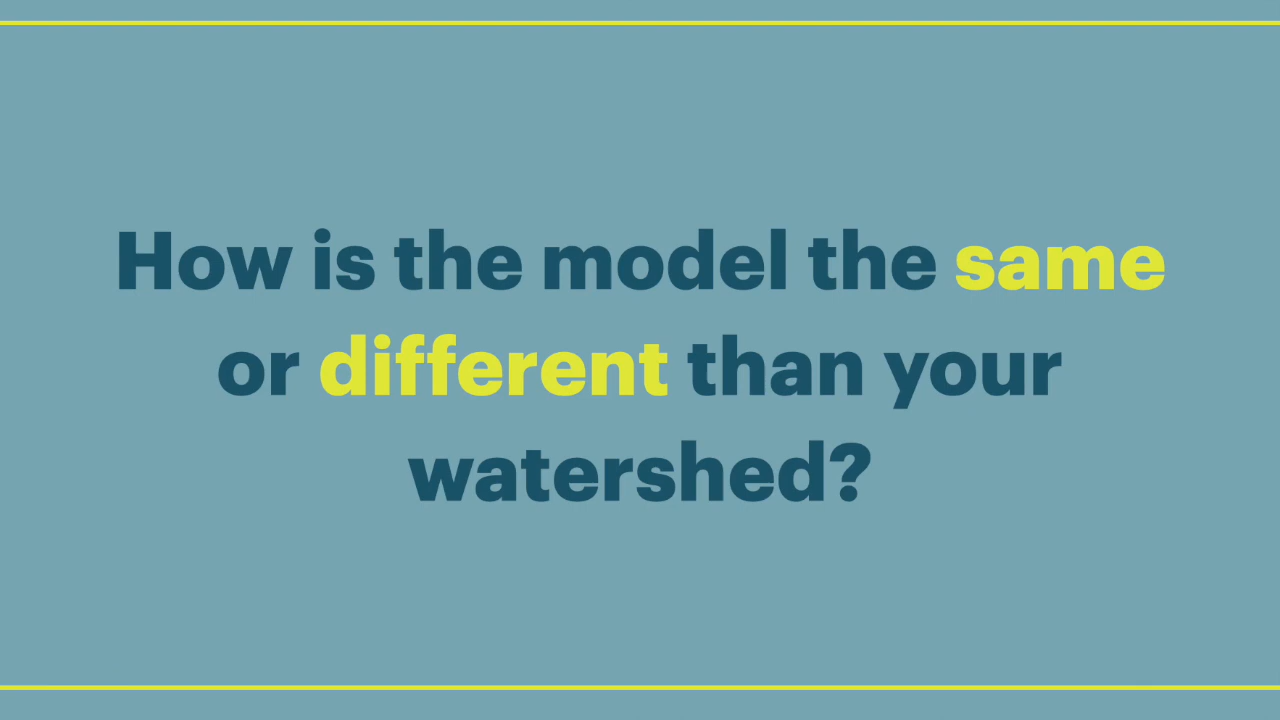 How is the model the same
or different than your
watershed?